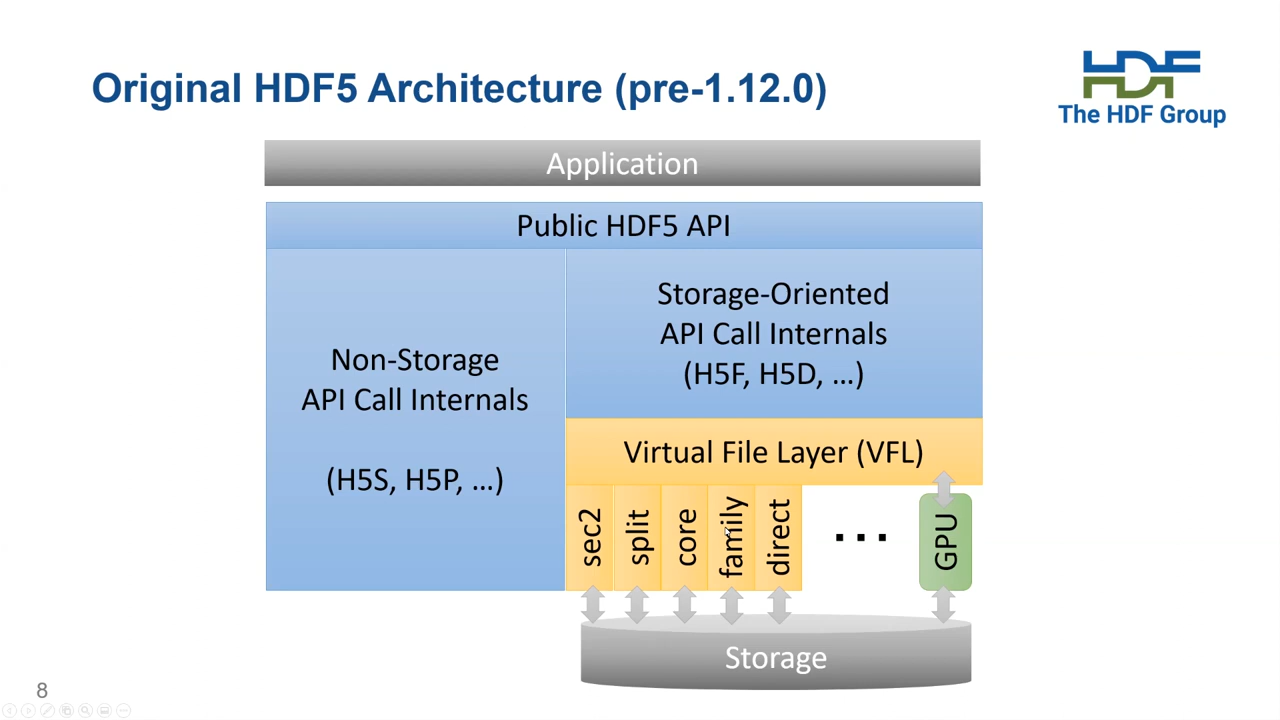 Original HDF5 Architecture (pre-1.12.0)
HDF
The HDF Group
Application
Public HDF5 API
Storage-Oriented
API Call Internals
(H5F, H5D, ...)
Non-Storage
API Call Internals
(H5S, H5P, ...)
Virtual File Layer (VFL)
sec2
split
core
family
direct
...
GPU
Storage
8